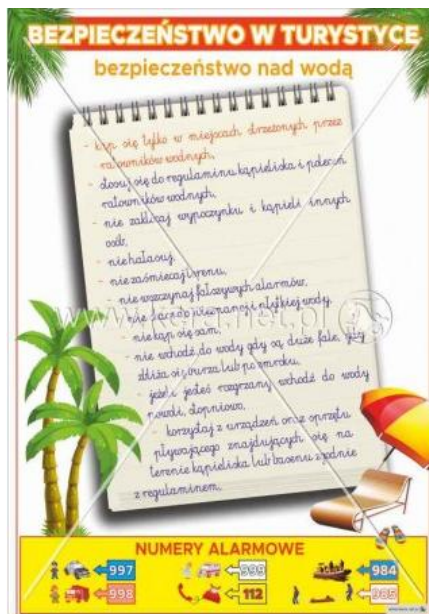 BEZPIECZEŃSTWO W TURYSTYCE
bezpieczeństwo nad wodą
- kąp się tylko w miejscach strzeżonych przez
ratowników wodnych,
- stosuj się do regulaminu kąpieliska i poleceń
ratowników wodnych,
- nie zakłócaj wypoczynku i kąpieli innych
osób,
- nie hałasuj,
- nie zaśmiecaj terenu,
- nie wszczynaj fałszywych alarmów,
- nie skacz do nieznanej i płytkiej wody,
- nie kąp się sam,
- nie wchodź do wody gdy są duże fale, gdy
zbliża się burza lub po zmroku,
- jeżeli jesteś rozgrzany wchodź do wody
powoli, stopniowo,
- korzystaj z urządzeń oraz sprzętu
pływającego znajdujących się na
terenie kąpieliska lub basenu zgodnie
z regulaminem.
NUMERY ALARMOWE
997 999 984
998 112 985